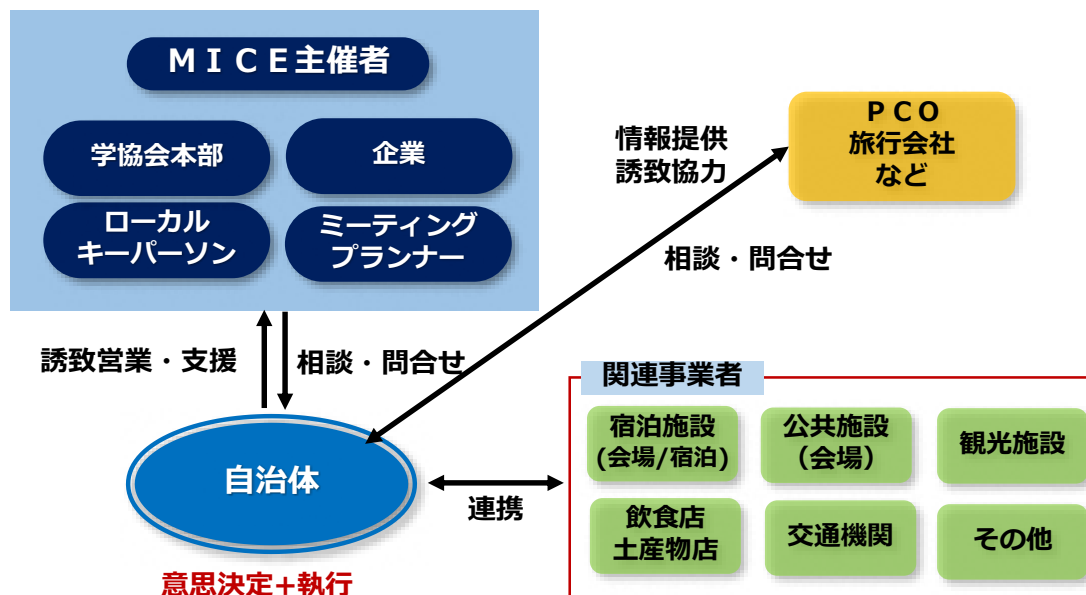 ＭＩＣＥ主催者
学協会本部
企業
ローカル
キーパーソン
ミーティング
プランナー
情報提供
誘致協力
ＰＣＯ
旅行会社
など
相談・問合せ
誘致営業・支援
相談・問合せ
関連事業者
宿泊施設
(会場/宿泊)
公共施設
（会場）
観光施設
自治体
連携
飲食店
土産物店
交通機関
その他
意思決定+執行